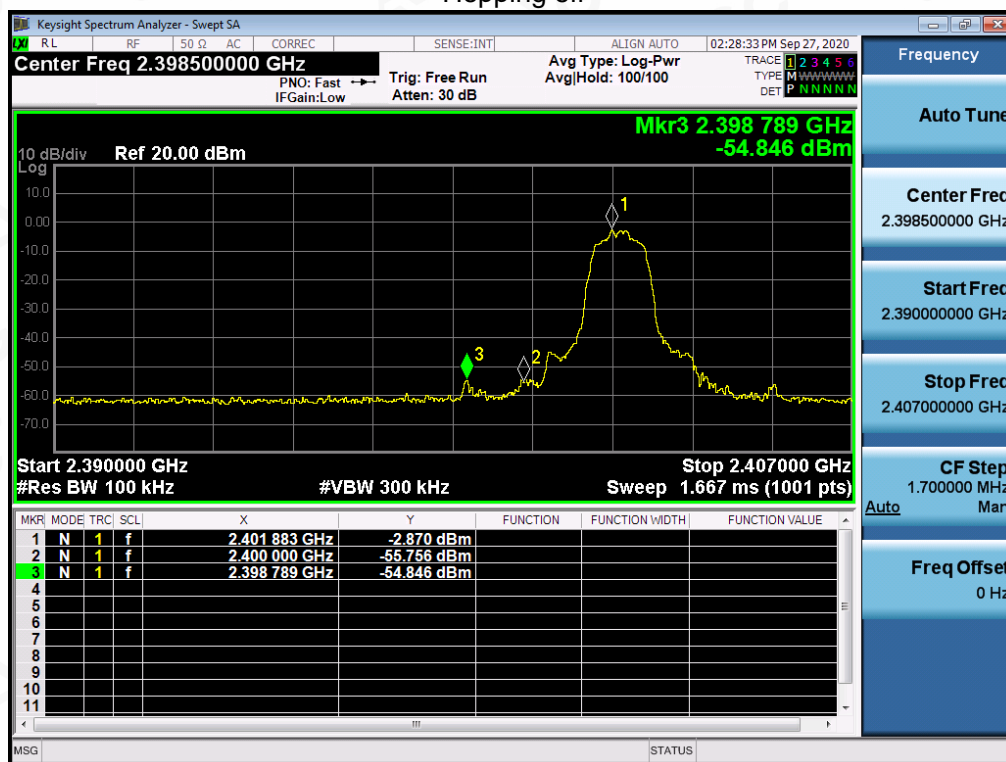 Hopping off
Keysight Spectrum Analyzer - Swept SA
LXI RL RF 50 Ω AC CORREC SENSE:INT ALIGN AUTO 02:28:33 PM Sep 27, 2020
Center Freq 2.398500000 GHz
PNO: Fast
IFGain:Low
Trig: Free Run
Atten: 30 dB
Avg Type: Log-Pwr
Avg|Hold: 100/100
TRACE 1 2 3 4 5 6
TYPE M WWWWW
DET P N N N N N
Mkr3 2.398 789 GHz
-54.846 dBm
10 dB/div Ref 20.00 dBm
Log
10.0
0.00
-10.0
-20.0
-30.0
-40.0
-50.0
-60.0
-70.0
1
2
3
Start 2.390000 GHz Stop 2.407000 GHz
#Res BW 100 kHz #VBW 300 kHz Sweep 1.667 ms (1001 pts)
MKR MODE TRC SCL X Y FUNCTION FUNCTION WIDTH FUNCTION VALUE
1 N 1 f 2.401 883 GHz -2.870 dBm
2 N 1 f 2.400 000 GHz -55.756 dBm
3 N 1 f 2.398 789 GHz -54.846 dBm
4
5
6
7
8
9
10
11
MSG STATUS
Frequency
Auto Tune
Center Freq
2.398500000 GHz
Start Freq
2.390000000 GHz
Stop Freq
2.407000000 GHz
CF Step
1.700000 MHz
Auto Man
Freq Offset
0 Hz